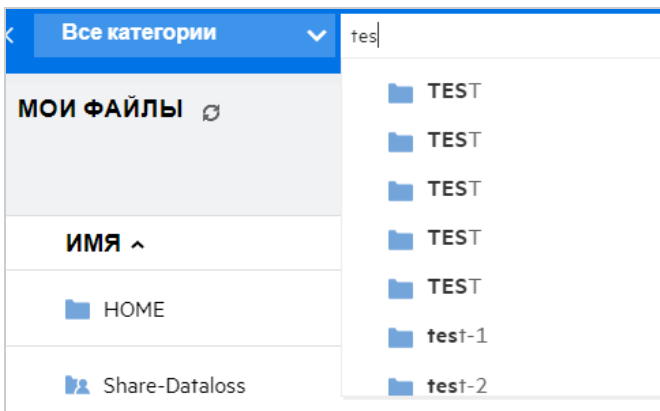 Все категории
tes
МОИ ФАЙЛЫ
ИМЯ
HOME
Share-Dataloss
TEST
TEST
TEST
TEST
TEST
test-1
test-2